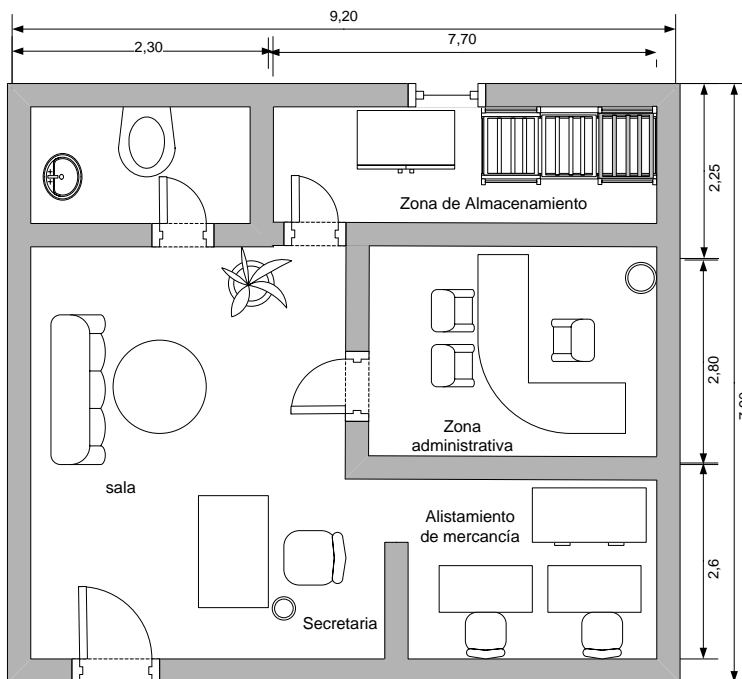 9,20
2,30
7,70
2,25
Zona de Almacenamiento
2,80
Zona
administrativa
sala
Alistamiento
de mercancía
2,6
Secretaria